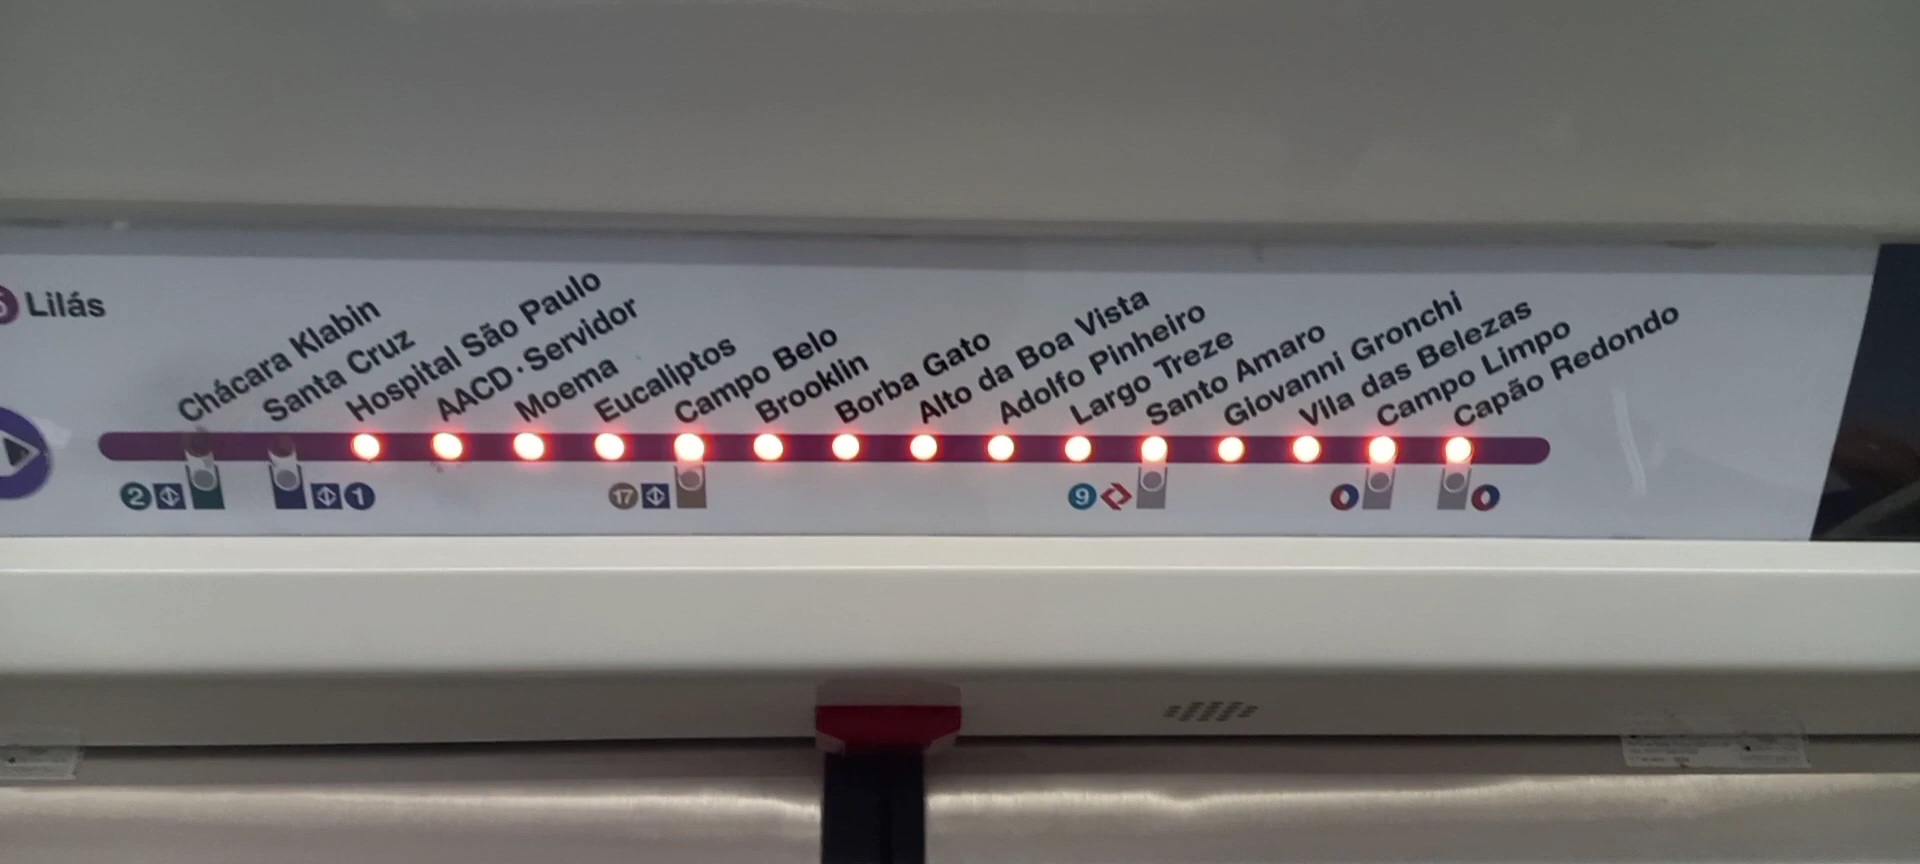 5 Lilás
Chácara Klabin
Santa Cruz
Hospital São Paulo
AACD·Servidor
Moema
Eucaliptos
Campo Belo
Brooklin
Borba Gato
Alto da Boa Vista
Adolfo Pinheiro
Largo Treze
Santo Amaro
Giovanni Gronchi
Vila das Belezas
Campo Limpo
Capão Redondo
2
1
17
9